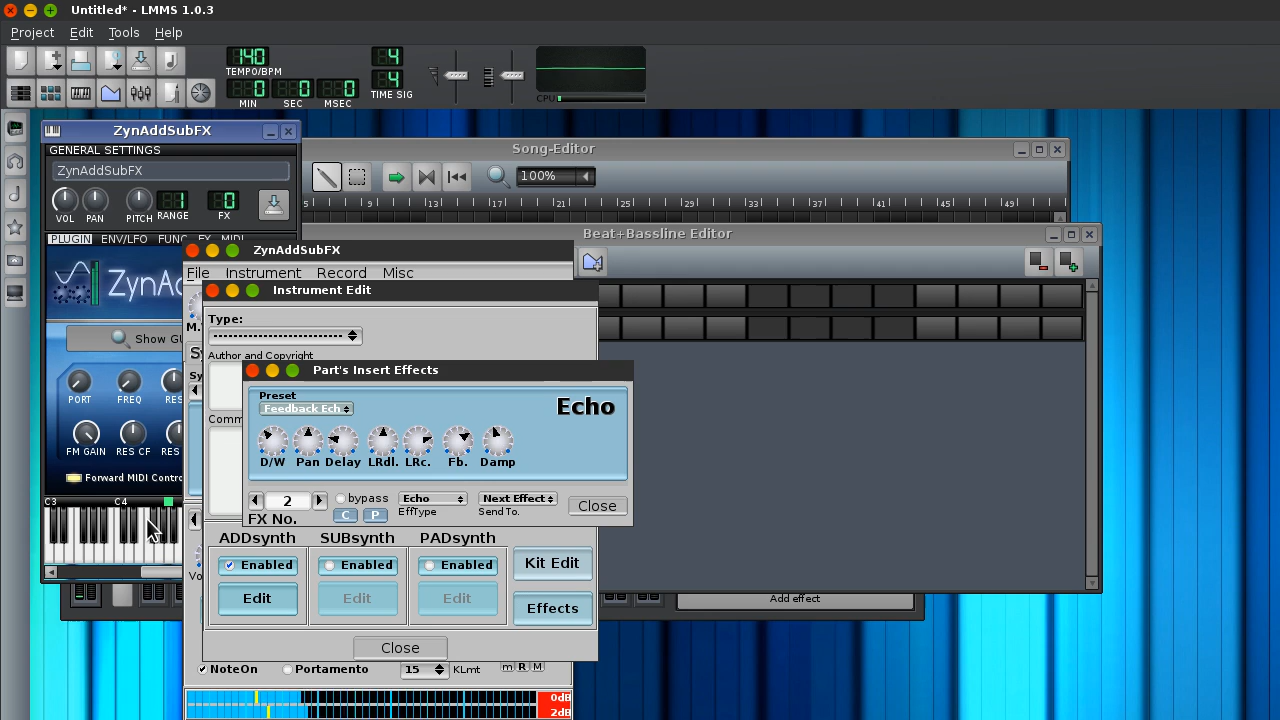 Untitled* - LMMS 1.0.3
Project Edit Tools Help
140
TEMPO/BPM
0 0 0
MIN SEC MSEC
4
4
TIME SIG
CPU
ZynAddSubFX
GENERAL SETTINGS
ZynAddSubFX
VOL PAN PITCH RANGE FX
1 0
PLUGIN ENV/LFO FUNC FX MIDI
Show GU
PORT FREQ
FM GAIN RES CF RES
Forward MIDI Contro
C3 C4
Song-Editor
100%
5 9 13 17 21 25 29 33 37 41 45 49
Beat+Bassline Editor
Add effect
ZynAddSubFX
File Instrument Record Misc
Instrument Edit
Type:
Author and Copyright
Part's Insert Effects
Preset
Feedback Ech
Echo
D/W Pan Delay LRdl. LRc. Fb. Damp
2
FX No.
bypass
C P
Echo
EffType
Next Effect
Send To.
Close
ADDsynth SUBsynth PADsynth
Enabled Enabled Enabled
Edit Edit Edit
Kit Edit
Effects
Close
NoteOn Portamento 15 KLmt m R M
0dB
2dB